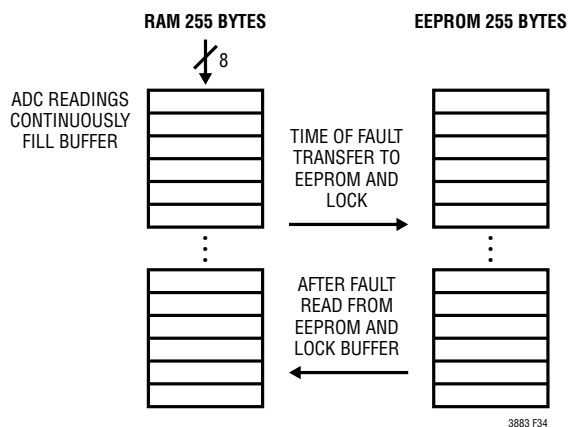 RAM 255 BYTES
EEPROM 255 BYTES
8
ADC READINGS
CONTINUOUSLY
FILL BUFFER
TIME OF FAULT
TRANSFER TO
EEPROM AND
LOCK
AFTER FAULT
READ FROM
EEPROM AND
LOCK BUFFER
3883 F34